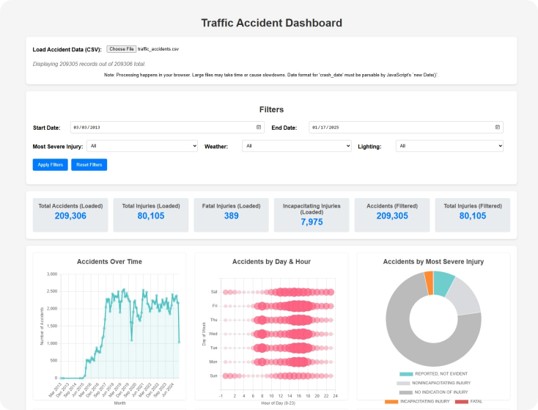 Traffic Accident Dashboard
Load Accident Data (CSV): Choose File traffic_accidents.csv
Displaying 209305 records out of 209306 total.
Note: Processing happens in your browser. Large files may take time or cause slowdowns. Date format for 'crash_date' must be parsable by JavaScript's `new Date()`.
Filters
Start Date: 03/03/2013 End Date: 01/17/2025
Most Severe Injury: All Weather: All Lighting: All
Apply Filters Reset Filters
Total Accidents (Loaded) Total Injuries (Loaded) Fatal Injuries (Loaded) Incapacitating Injuries (Loaded) Accidents (Filtered) Total Injuries (Filtered)
209,306 80,105 389 7,975 209,305 80,105
Accidents Over Time
3,000
2,500
2,000
1,500
1,000
500
0
Number of Accidents
Month
Accidents by Day & Hour
Sat
Fri
Thu
Wed
Tue
Mon
Sun
Day of Week
-1 2 4 6 8 10 12 14 16 18 20 22 24
Hour of Day (0-23)
Accidents by Most Severe Injury
REPORTED, NOT EVIDENT
NONINCAPACITATING INJURY
NO INDICATION OF INJURY
INCAPACITATING INJURY FATAL